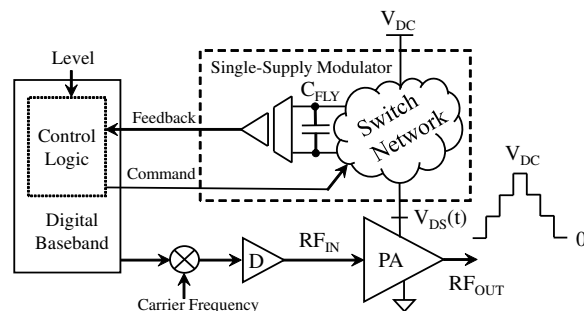 V_DC
Level
Single-Supply Modulator
C_FLY
Feedback
Switch
Network
Control
Logic
Command
V_DC
Digital
Baseband
V_DS(t)
0
RF_IN
D
PA
RF_OUT
Carrier Frequency